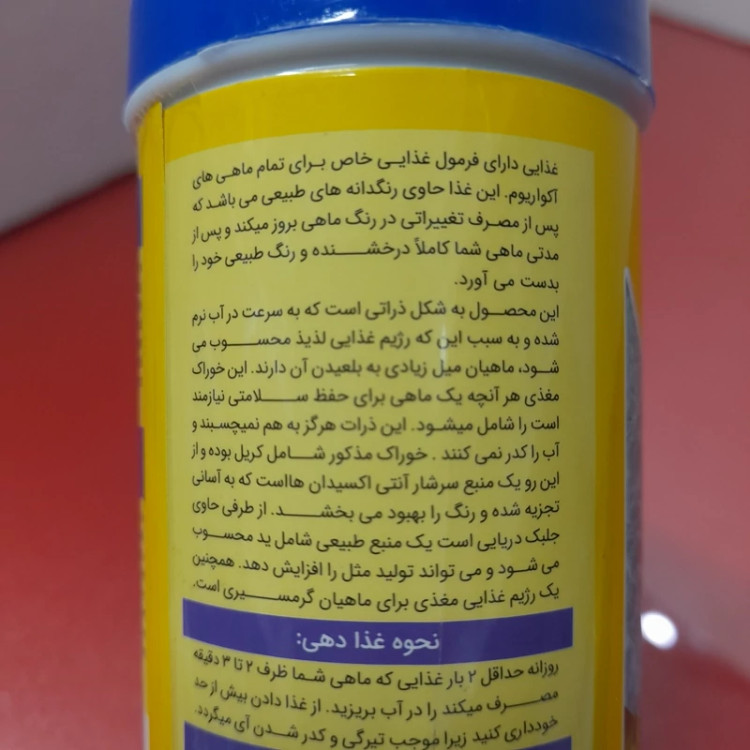 غذایی دارای فرمول غذایی خاص برای تمام ماهی های
آکواریوم. این غذا حاوی رنگدانه های طبیعی می باشد که
پس از مصرف تغییراتی در رنگ ماهی بروز میکند و پس از
مدتی ماهی شما کاملاً درخشنده و رنگ طبیعی خود را
بدست می آورد.
این محصول به شکل ذراتی است که به سرعت در آب نرم
شده و به سبب این که رژیم غذایی لذیذ محسوب می
شود، ماهیان میل زیادی به بلعیدن آن دارند. این خوراک
مغذی هر آنچه یک ماهی برای حفظ سلامتی نیازمند
است را شامل میشود. این ذرات هرگز به هم نمیچسبند و
آب را کدر نمی کنند . خوراک مذکور شامل کریل بوده و از
این رو یک منبع سرشار آنتی اکسیدان هااست که به آسانی
تجزیه شده و رنگ را بهبود می بخشد. از طرفی حاوی
جلبک دریایی است یک منبع طبیعی شامل ید محسوب
می شود و می تواند تولید مثل را افزایش دهد. همچنین
یک رژیم غذایی مغذی برای ماهیان گرمسیری است.
نحوه غذا دهی:
روزانه حداقل ۲ بار غذایی که ماهی شما ظرف ۲ تا ۳ دقیقه
مصرف میکند را در آب بریزید. از غذا دادن بیش از حد
خودداری کنید زیرا موجب تیرگی و کدر شدن آی میگردد.